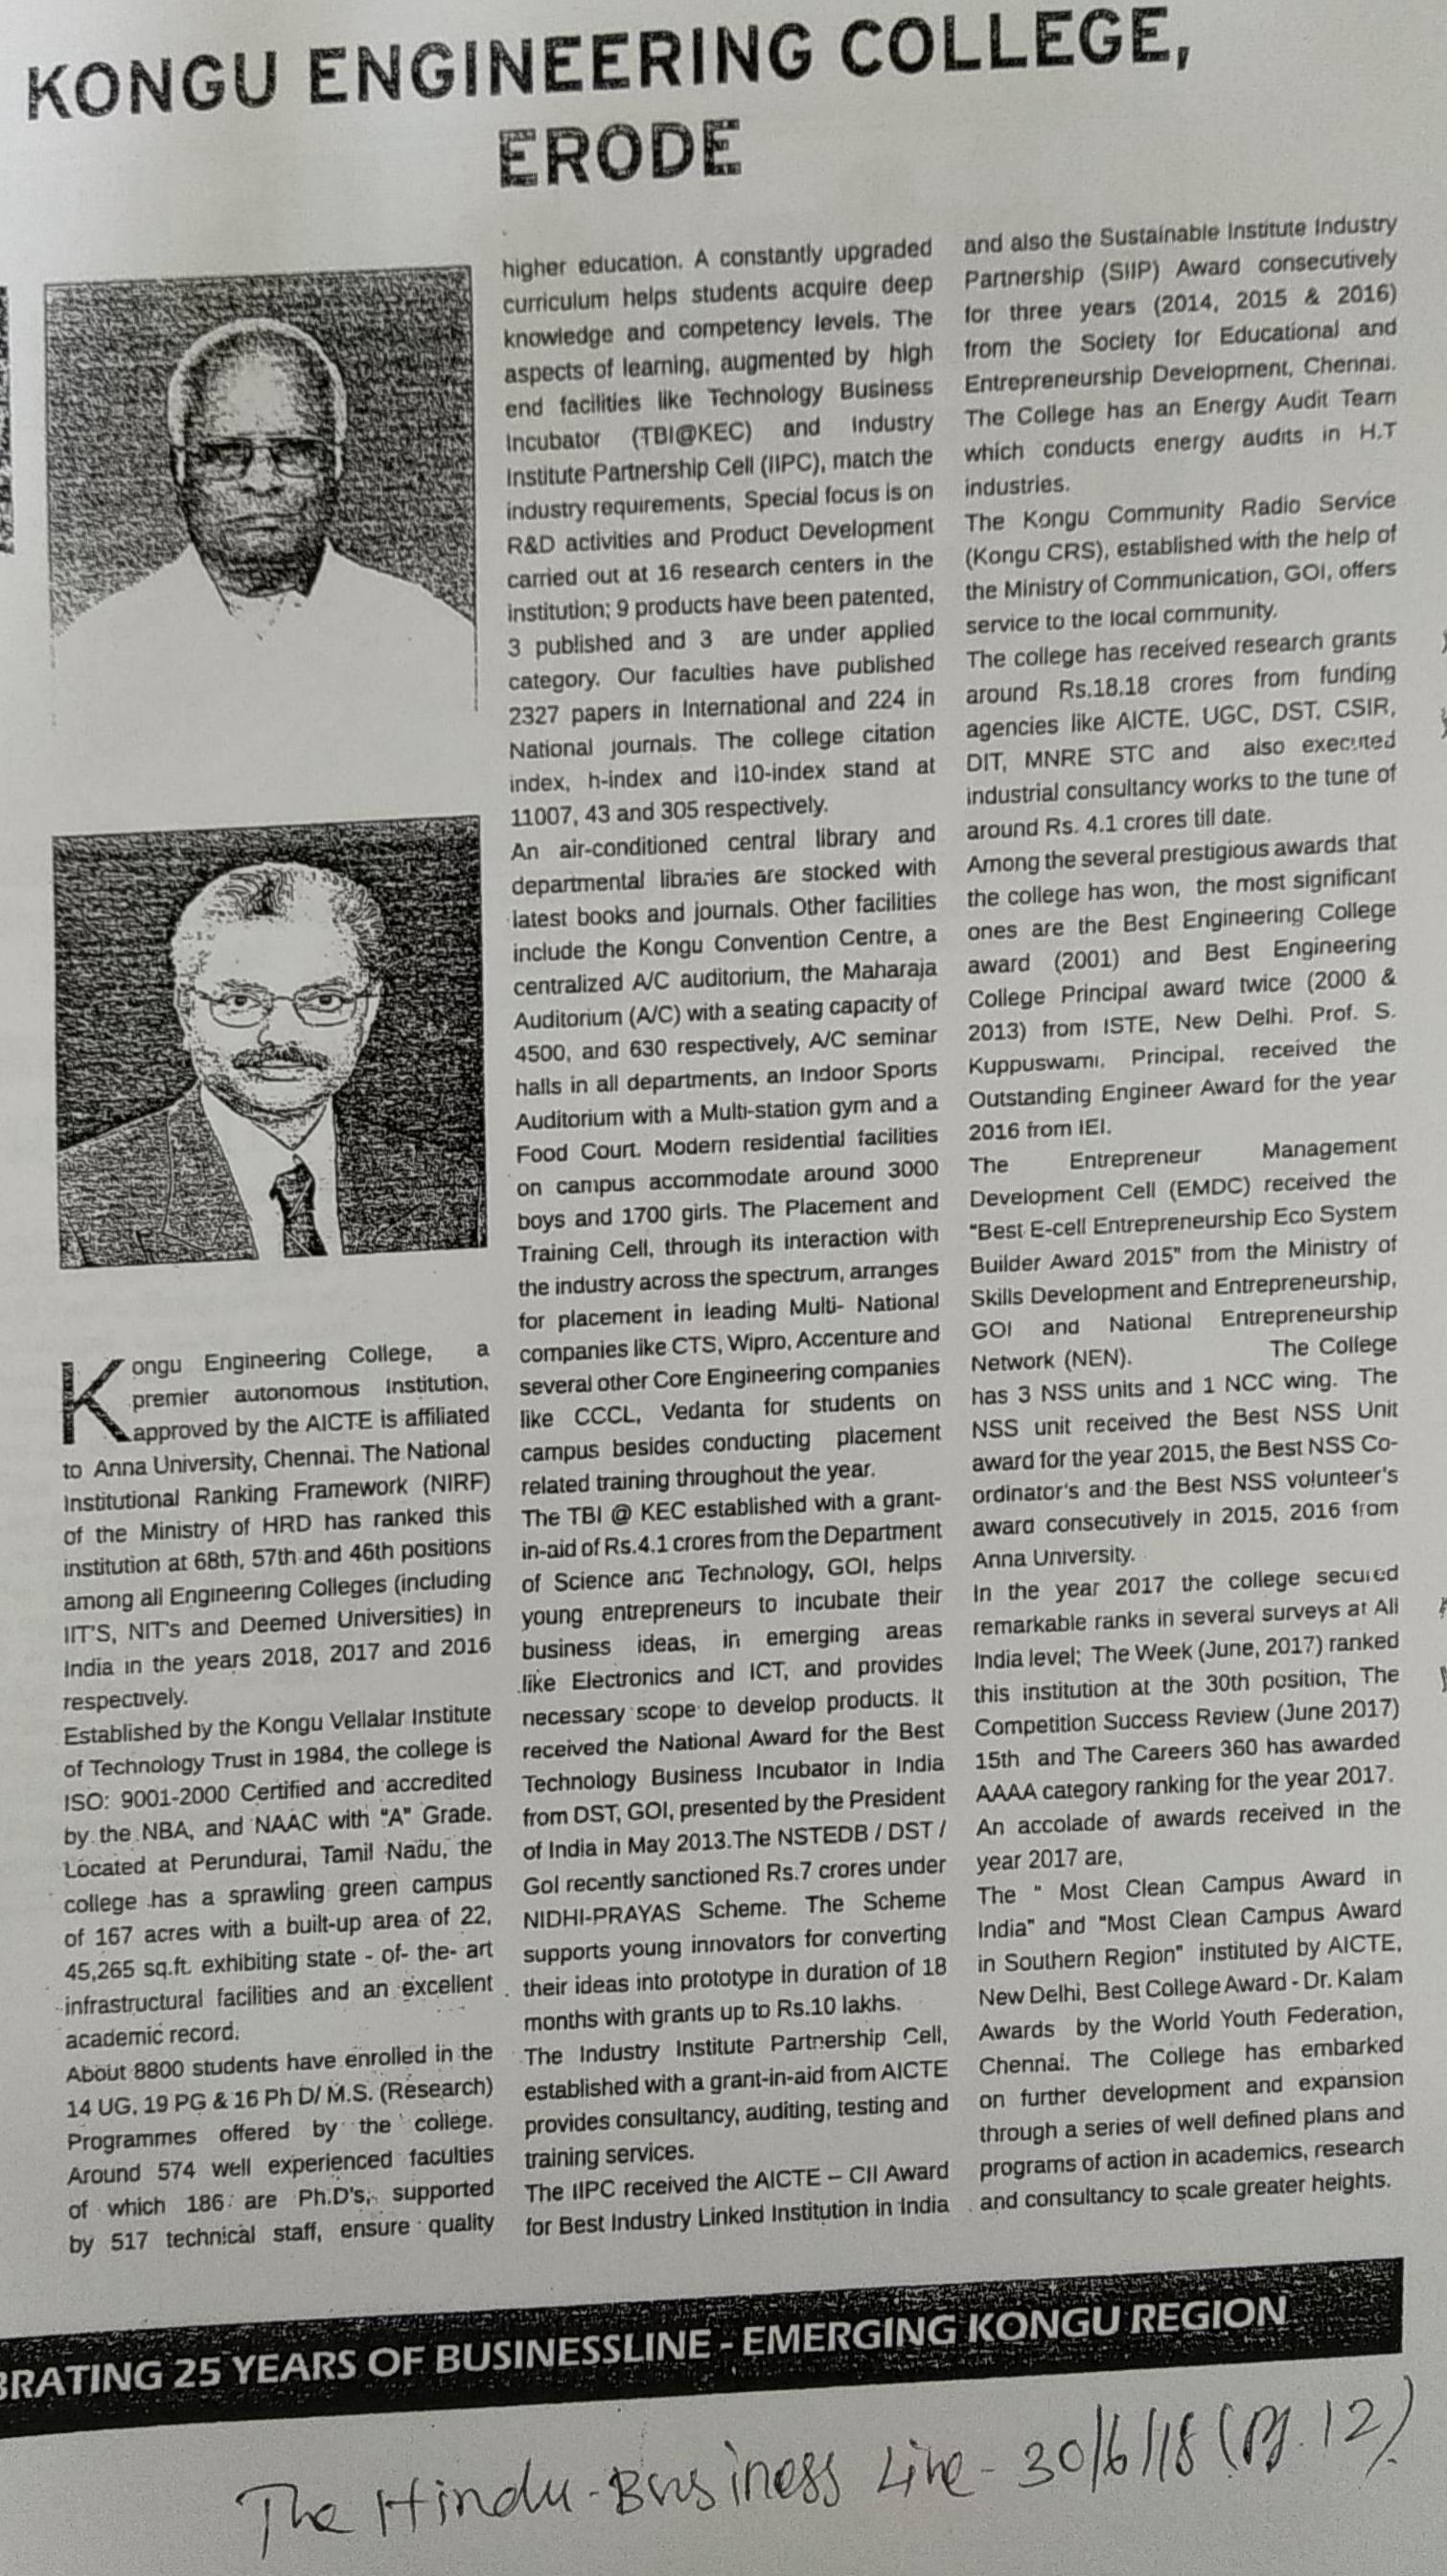 KONGU ENGINEERING COLLEGE,
ERODE
Kongu Engineering College, a
premier autonomous Institution,
approved by the AICTE is affiliated
to Anna University, Chennai. The National
Institutional Ranking Framework (NIRF)
of the Ministry of HRD has ranked this
institution at 68th, 57th and 46th positions
among all Engineering Colleges (including
IIT'S, NIT's and Deemed Universities) in
India in the years 2018, 2017 and 2016
respectively.
Established by the Kongu Vellalar Institute
of Technology Trust in 1984, the college is
ISO: 9001-2000 Certified and accredited
by the NBA, and NAAC with "A" Grade.
Located at Perundurai, Tamil Nadu, the
college has a sprawling green campus
of 167 acres with a built-up area of 22,
45,265 sq.ft. exhibiting state - of- the- art
infrastructural facilities and an excellent
academic record.
About 8800 students have enrolled in the
14 UG, 19 PG & 16 Ph D/ M.S. (Research)
Programmes offered by the college.
Around 574 well experienced faculties
of which 186 are Ph.D's, supported
by 517 technical staff, ensure quality
higher education. A constantly upgraded
curriculum helps students acquire deep
knowledge and competency levels. The
aspects of learning, augmented by high
end facilities like Technology Business
Incubator (TBI@KEC) and Industry
Institute Partnership Cell (IIPC), match the
industry requirements, Special focus is on
R&D activities and Product Development
carried out at 16 research centers in the
institution; 9 products have been patented,
3 published and 3 are under applied
category. Our faculties have published
2327 papers in International and 224 in
National journals. The college citation
index, h-index and i10-index stand at
11007, 43 and 305 respectively.
An air-conditioned central library and
departmental libraries are stocked with
latest books and journals. Other facilities
include the Kongu Convention Centre, a
centralized A/C auditorium, the Maharaja
Auditorium (A/C) with a seating capacity of
4500, and 630 respectively, A/C seminar
halls in all departments, an Indoor Sports
Auditorium with a Multi-station gym and a
Food Court. Modern residential facilities
on campus accommodate around 3000
boys and 1700 girls. The Placement and
Training Cell, through its interaction with
the industry across the spectrum, arranges
for placement in leading Multi- National
companies like CTS, Wipro, Accenture and
several other Core Engineering companies
like CCCL, Vedanta for students on
campus besides conducting placement
related training throughout the year.
The TBI @ KEC established with a grant-
in-aid of Rs.4.1 crores from the Department
of Science and Technology, GOI, helps
young entrepreneurs to incubate their
business ideas, in emerging areas
like Electronics and ICT, and provides
necessary scope to develop products. It
received the National Award for the Best
Technology Business Incubator in India
from DST, GOI, presented by the President
of India in May 2013.The NSTEDB / DST /
GoI recently sanctioned Rs.7 crores under
NIDHI-PRAYAS Scheme. The Scheme
supports young innovators for converting
their ideas into prototype in duration of 18
months with grants up to Rs.10 lakhs.
The Industry Institute Partnership Cell,
established with a grant-in-aid from AICTE
provides consultancy, auditing, testing and
training services.
The IIPC received the AICTE – CII Award
for Best Industry Linked Institution in India
and also the Sustainable Institute Industry
Partnership (SIIP) Award consecutively
for three years (2014, 2015 & 2016)
from the Society for Educational and
Entrepreneurship Development, Chennai.
The College has an Energy Audit Team
which conducts energy audits in H.T
industries.
The Kongu Community Radio Service
(Kongu CRS), established with the help of
the Ministry of Communication, GOI, offers
service to the local community.
The college has received research grants
around Rs.18.18 crores from funding
agencies like AICTE, UGC, DST, CSIR,
DIT, MNRE STC and also executed
industrial consultancy works to the tune of
around Rs. 4.1 crores till date.
Among the several prestigious awards that
the college has won, the most significant
ones are the Best Engineering College
award (2001) and Best Engineering
College Principal award twice (2000 &
2013) from ISTE, New Delhi. Prof. S.
Kuppuswami, Principal, received the
Outstanding Engineer Award for the year
2016 from IEI.
The Entrepreneur Management
Development Cell (EMDC) received the
"Best E-cell Entrepreneurship Eco System
Builder Award 2015" from the Ministry of
Skills Development and Entrepreneurship,
GOI and National Entrepreneurship
Network (NEN). The College
has 3 NSS units and 1 NCC wing. The
NSS unit received the Best NSS Unit
award for the year 2015, the Best NSS Co-
ordinator's and the Best NSS volunteer's
award consecutively in 2015, 2016 from
Anna University.
In the year 2017 the college secured
remarkable ranks in several surveys at All
India level; The Week (June, 2017) ranked
this institution at the 30th position, The
Competition Success Review (June 2017)
15th and The Careers 360 has awarded
AAAA category ranking for the year 2017.
An accolade of awards received in the
year 2017 are,
The " Most Clean Campus Award in
India" and "Most Clean Campus Award
in Southern Region" instituted by AICTE,
New Delhi, Best College Award - Dr. Kalam
Awards by the World Youth Federation,
Chennai. The College has embarked
on further development and expansion
through a series of well defined plans and
programs of action in academics, research
and consultancy to scale greater heights.
BRATING 25 YEARS OF BUSINESSLINE - EMERGING KONGU REGION
The Hindu - Business Line - 30/6/18 (Pg. 12)